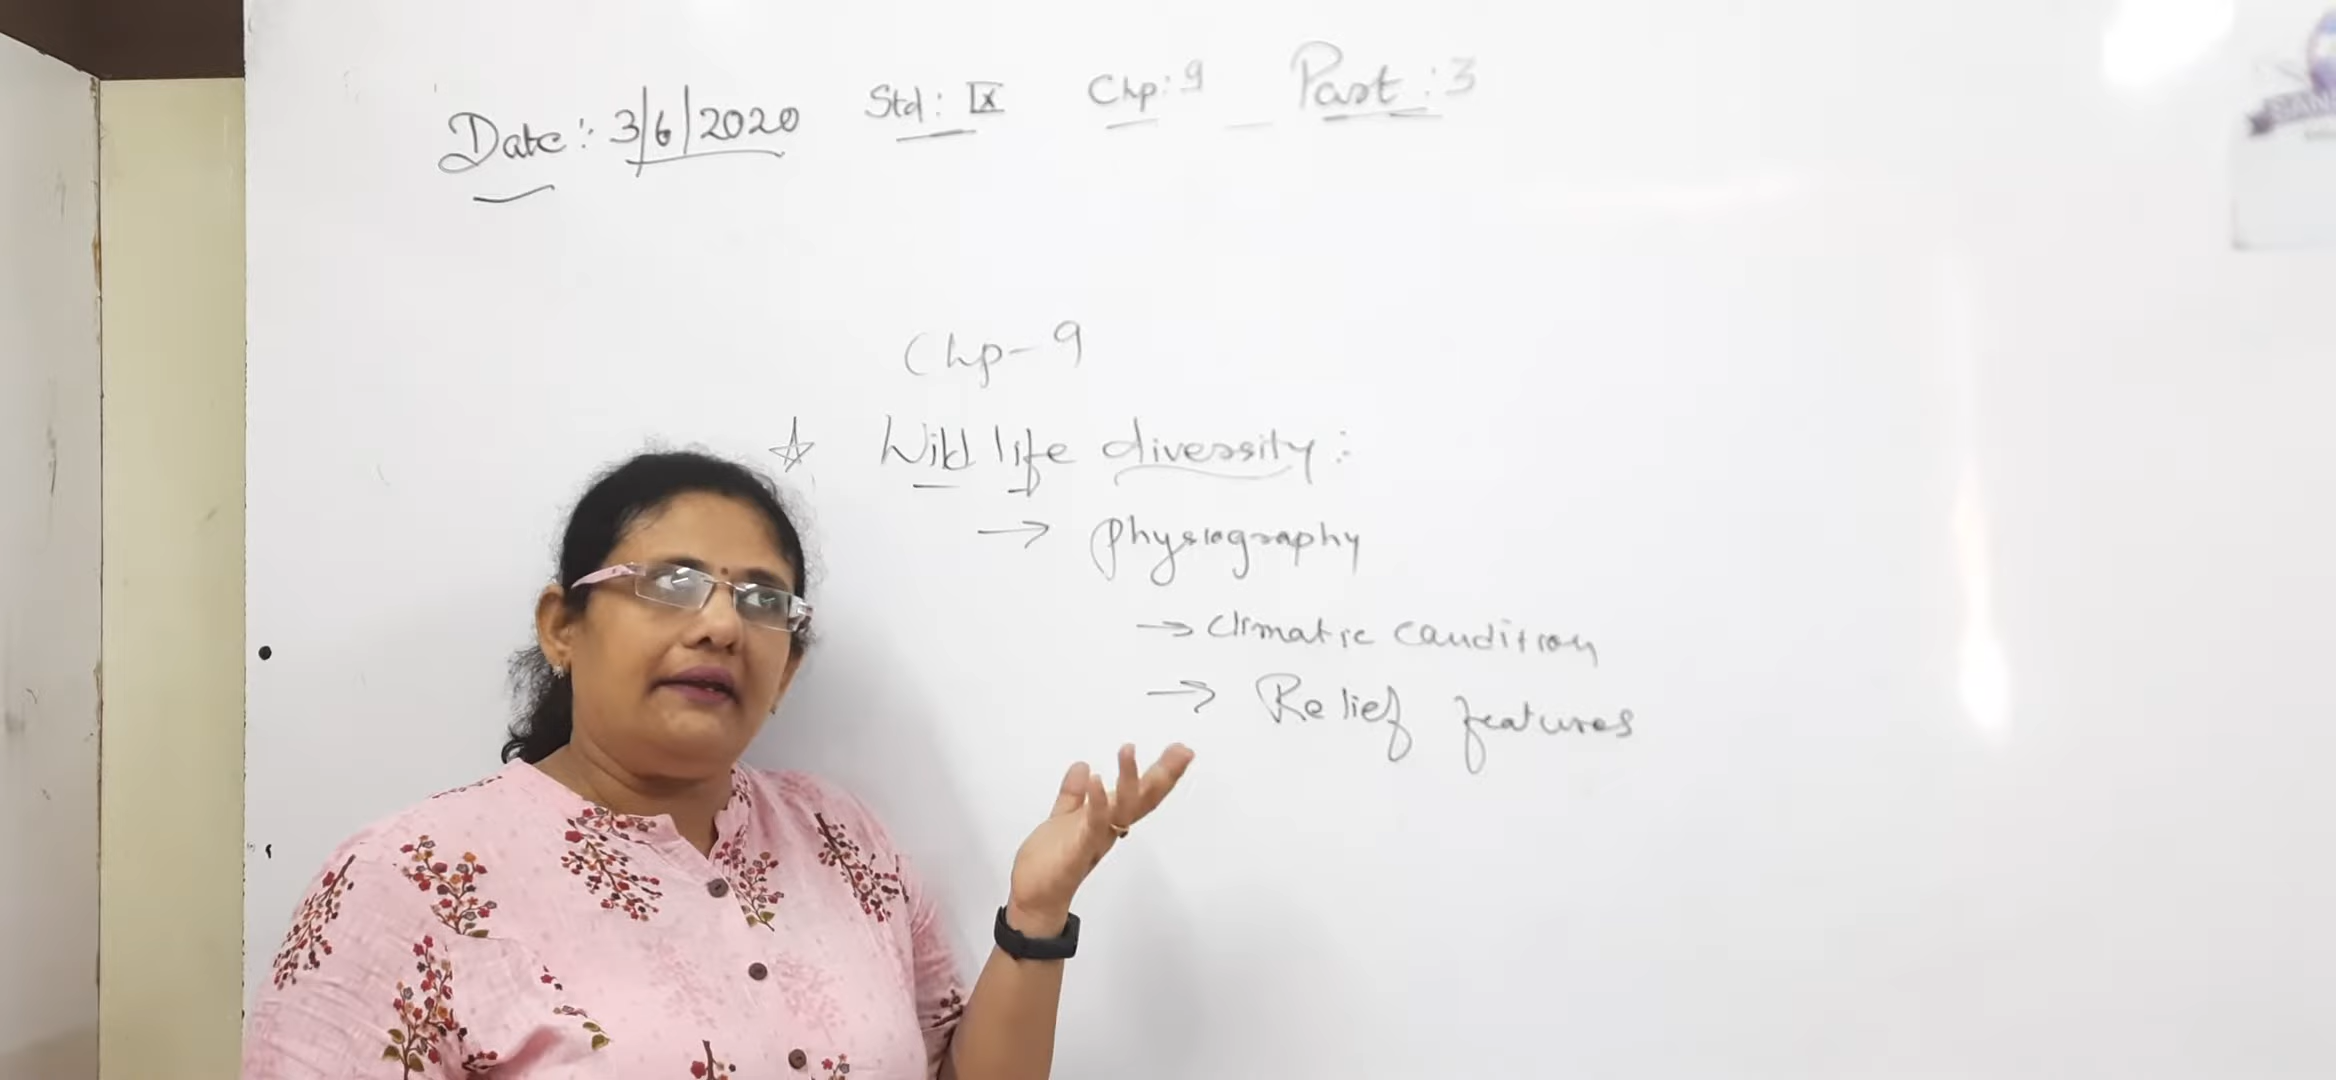 Date: 3/6/2020 Std: IX Chp: 9 Part: 3
Chp-9
☆ Wild life diversity:
→ Physiography
→ climatic condition
→ Relief features